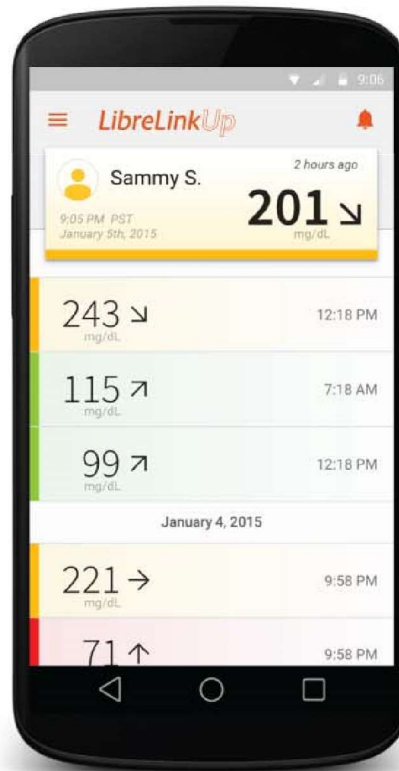 9:06
LibreLinkUp
Sammy S.
2 hours ago
9:05 PM PST
January 5th, 2015
201
mg/dL
243
mg/dL
12:18 PM
115
mg/dL
7:18 AM
99
mg/dL
12:18 PM
January 4, 2015
221
mg/dL
9:58 PM
71
9:58 PM